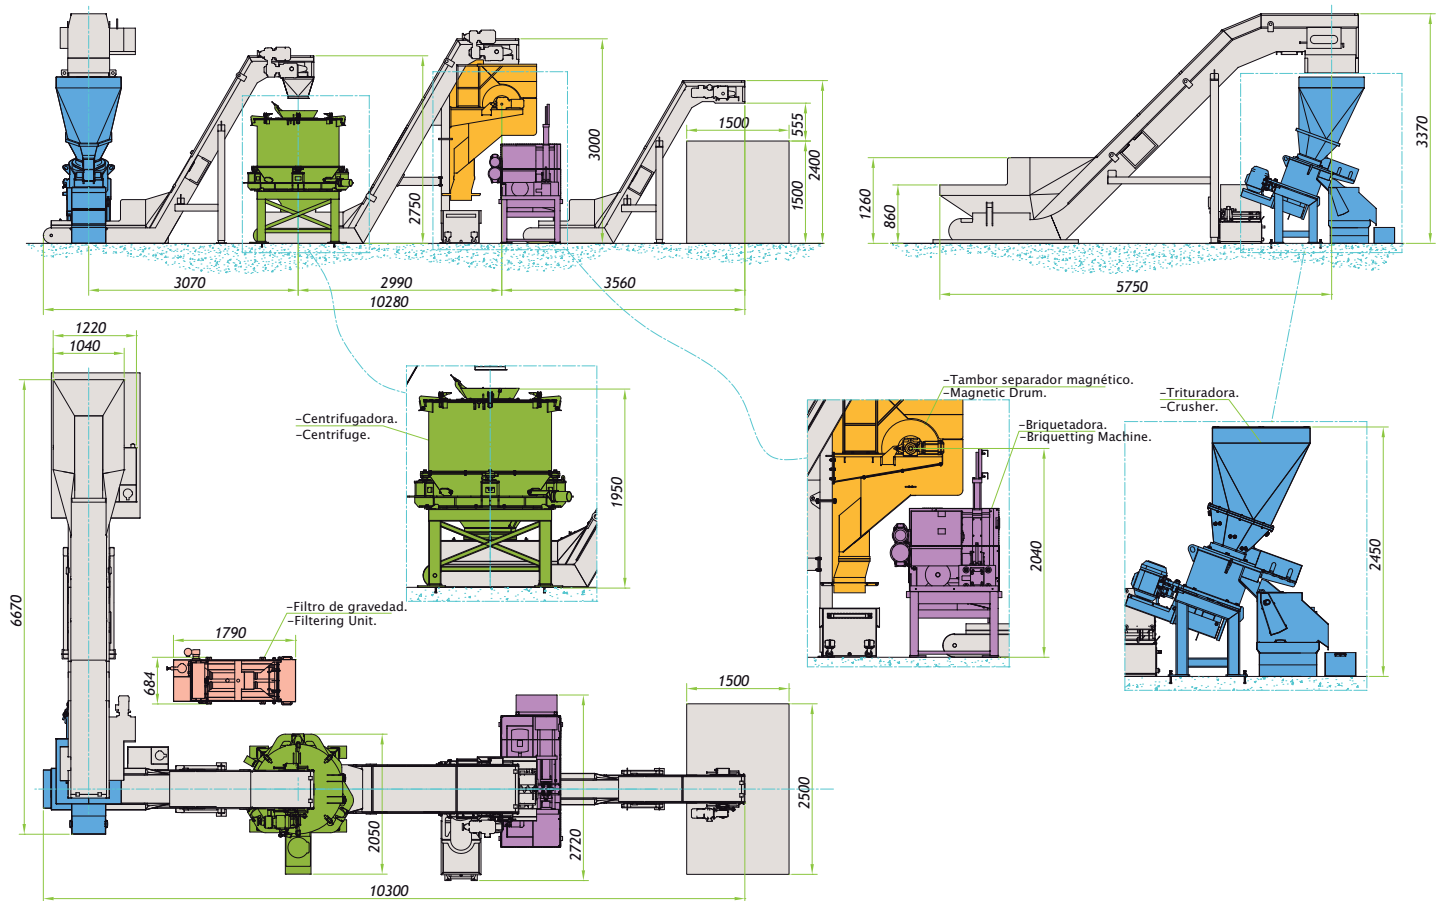 3070
2990
3560
10280
2750
3000
1500
555
1500
2400
1260
860
3370
5750
1220
1040
6670
-Centrifugadora.
-Centrifuge.
1950
-Tambor separador magnético.
-Magnetic Drum.
-Briquetadora.
-Briquetting Machine.
2040
-Trituradora.
-Crusher.
2450
-Filtro de gravedad.
-Filtering Unit.
1790
684
2050
2720
1500
2500
10300